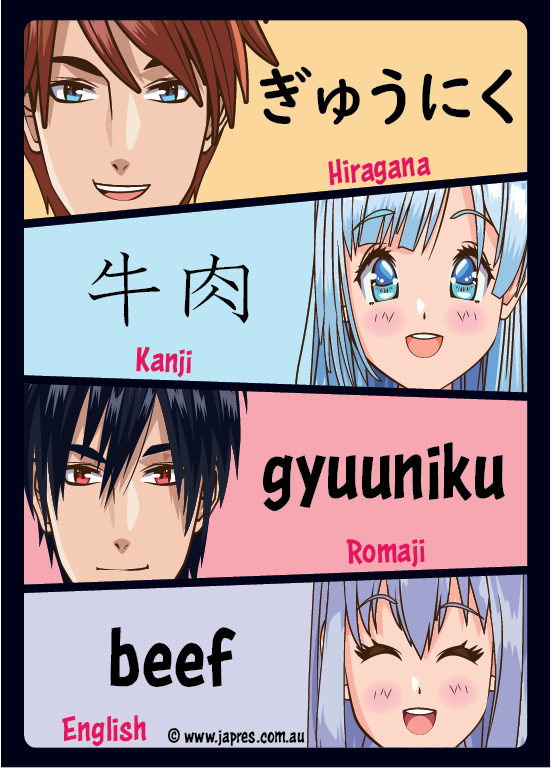 ぎゅうにく
Hiragana
牛肉
Kanji
gyuuniku
Romaji
beef
English
© www.japres.com.au